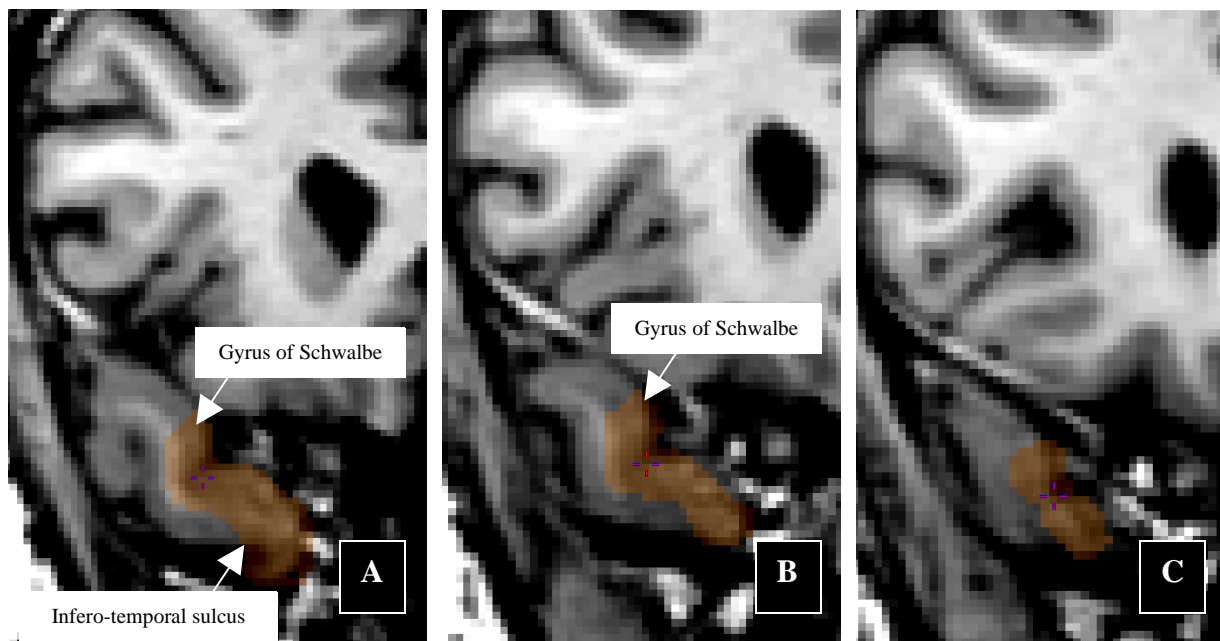 Gyrus of Schwalbe
Infero-temporal sulcus
A
Gyrus of Schwalbe
B
C